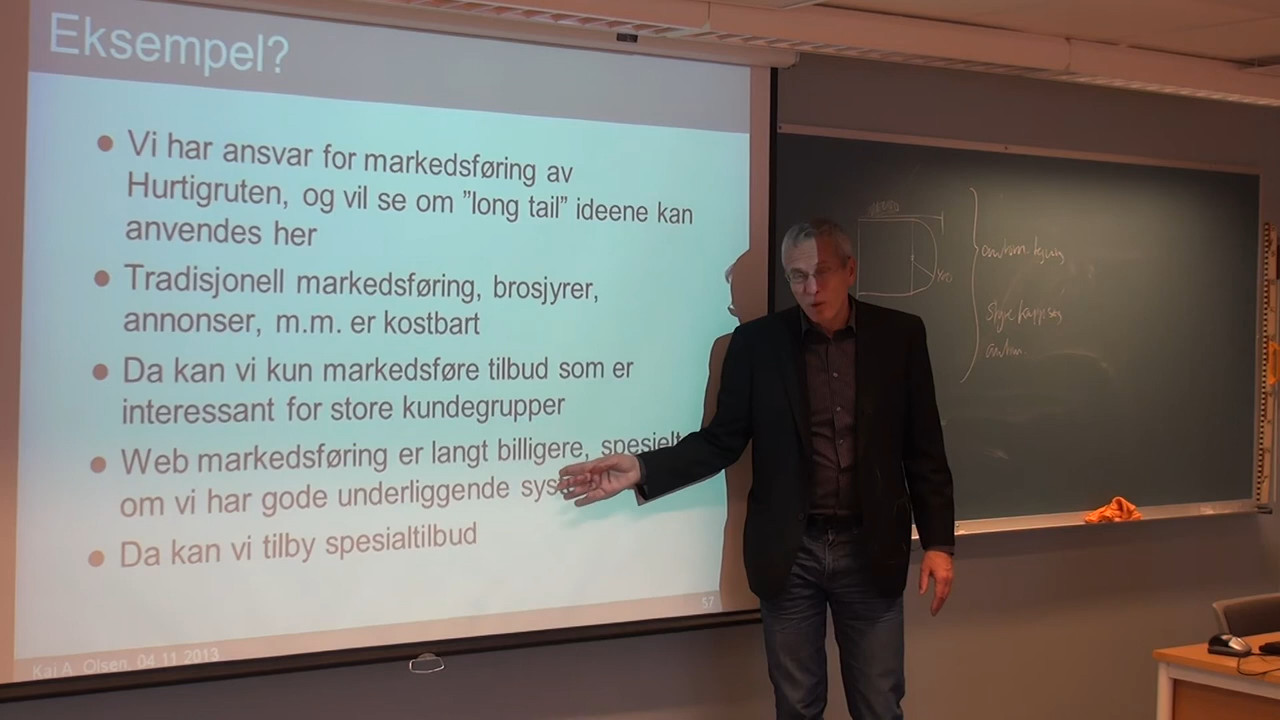 Eksempel?
• Vi har ansvar for markedsføring av
Hurtigruten, og vil se om ”long tail” ideene kan
anvendes her
• Tradisjonell markedsføring, brosjyrer,
annonser, m.m. er kostbart
• Da kan vi kun markedsføre tilbud som er
interessant for store kundegrupper
• Web markedsføring er langt billigere, spesielt
om vi har gode underliggende
• Da kan vi tilby spesialtilbud
57
Kai A. Olsen, 04.11.2013